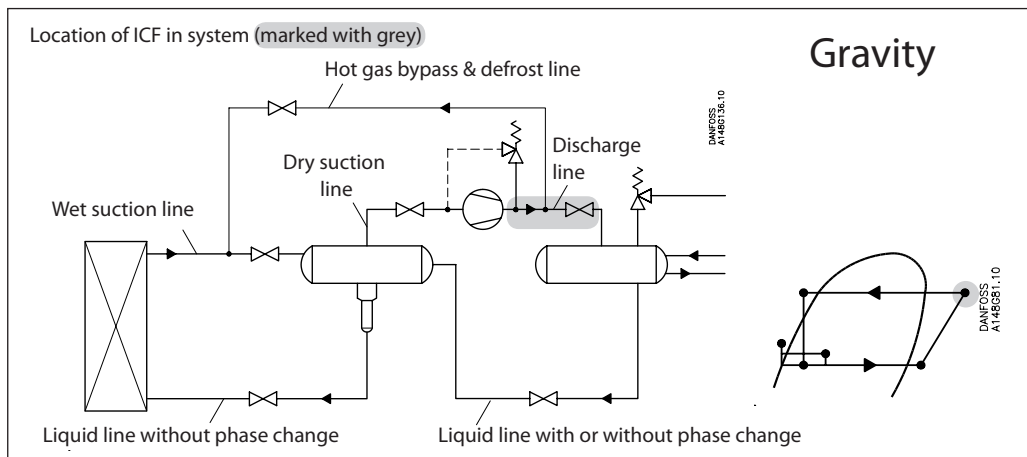 Location of ICF in system (marked with grey)
Gravity
Hot gas bypass & defrost line
DANFOSS
A148G136.10
Discharge
line
Dry suction
line
Wet suction line
DANFOSS
A148G81.10
Liquid line without phase change
Liquid line with or without phase change